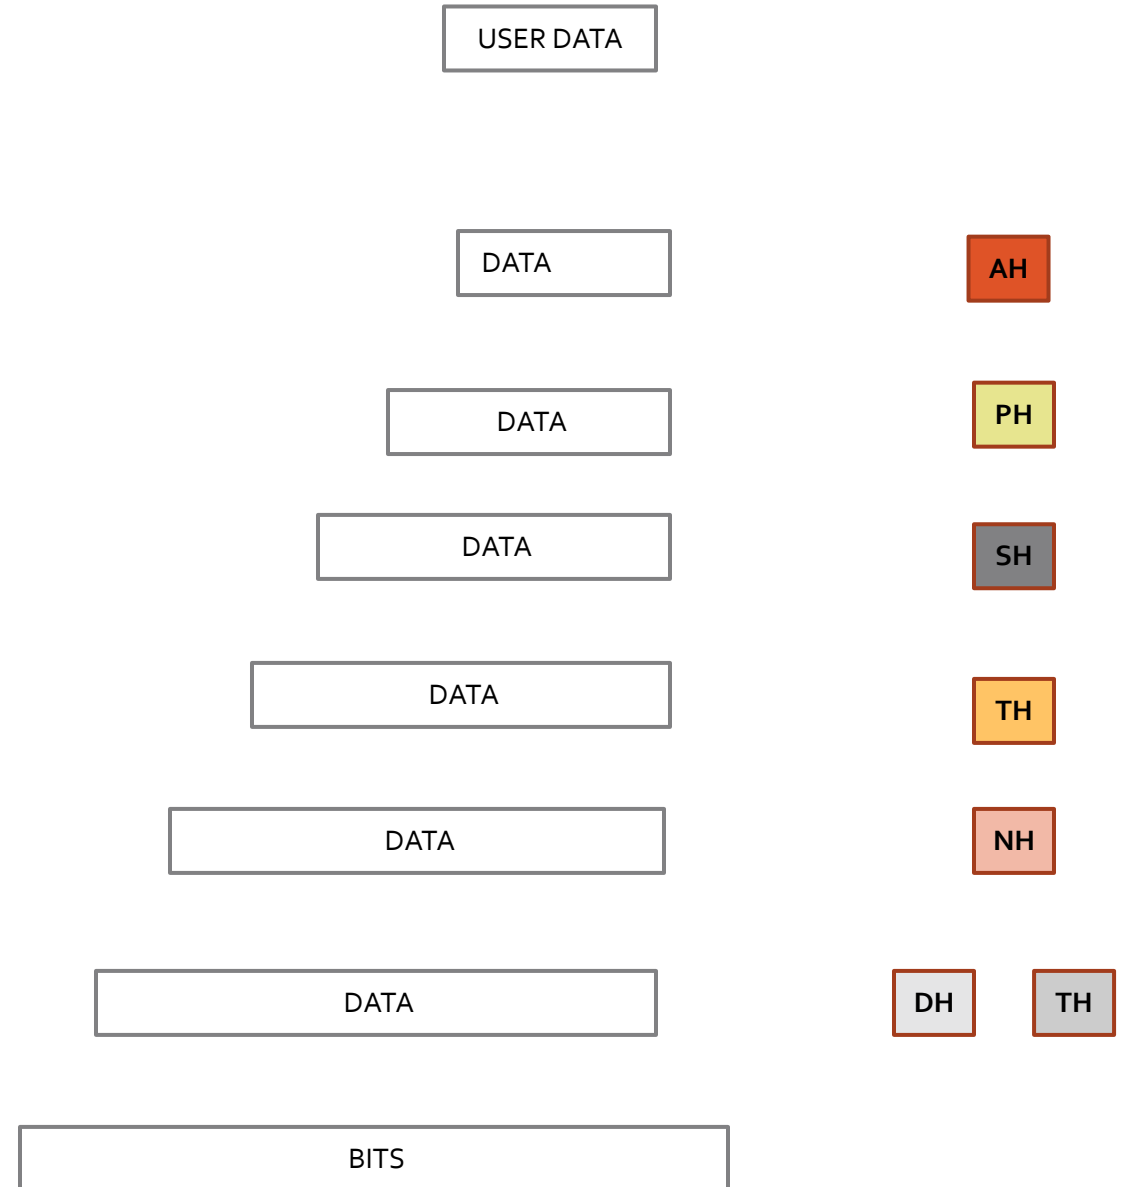 USER DATA
DATA
AH
DATA
PH
DATA
SH
DATA
TH
DATA
NH
DATA
DH
TH
BITS